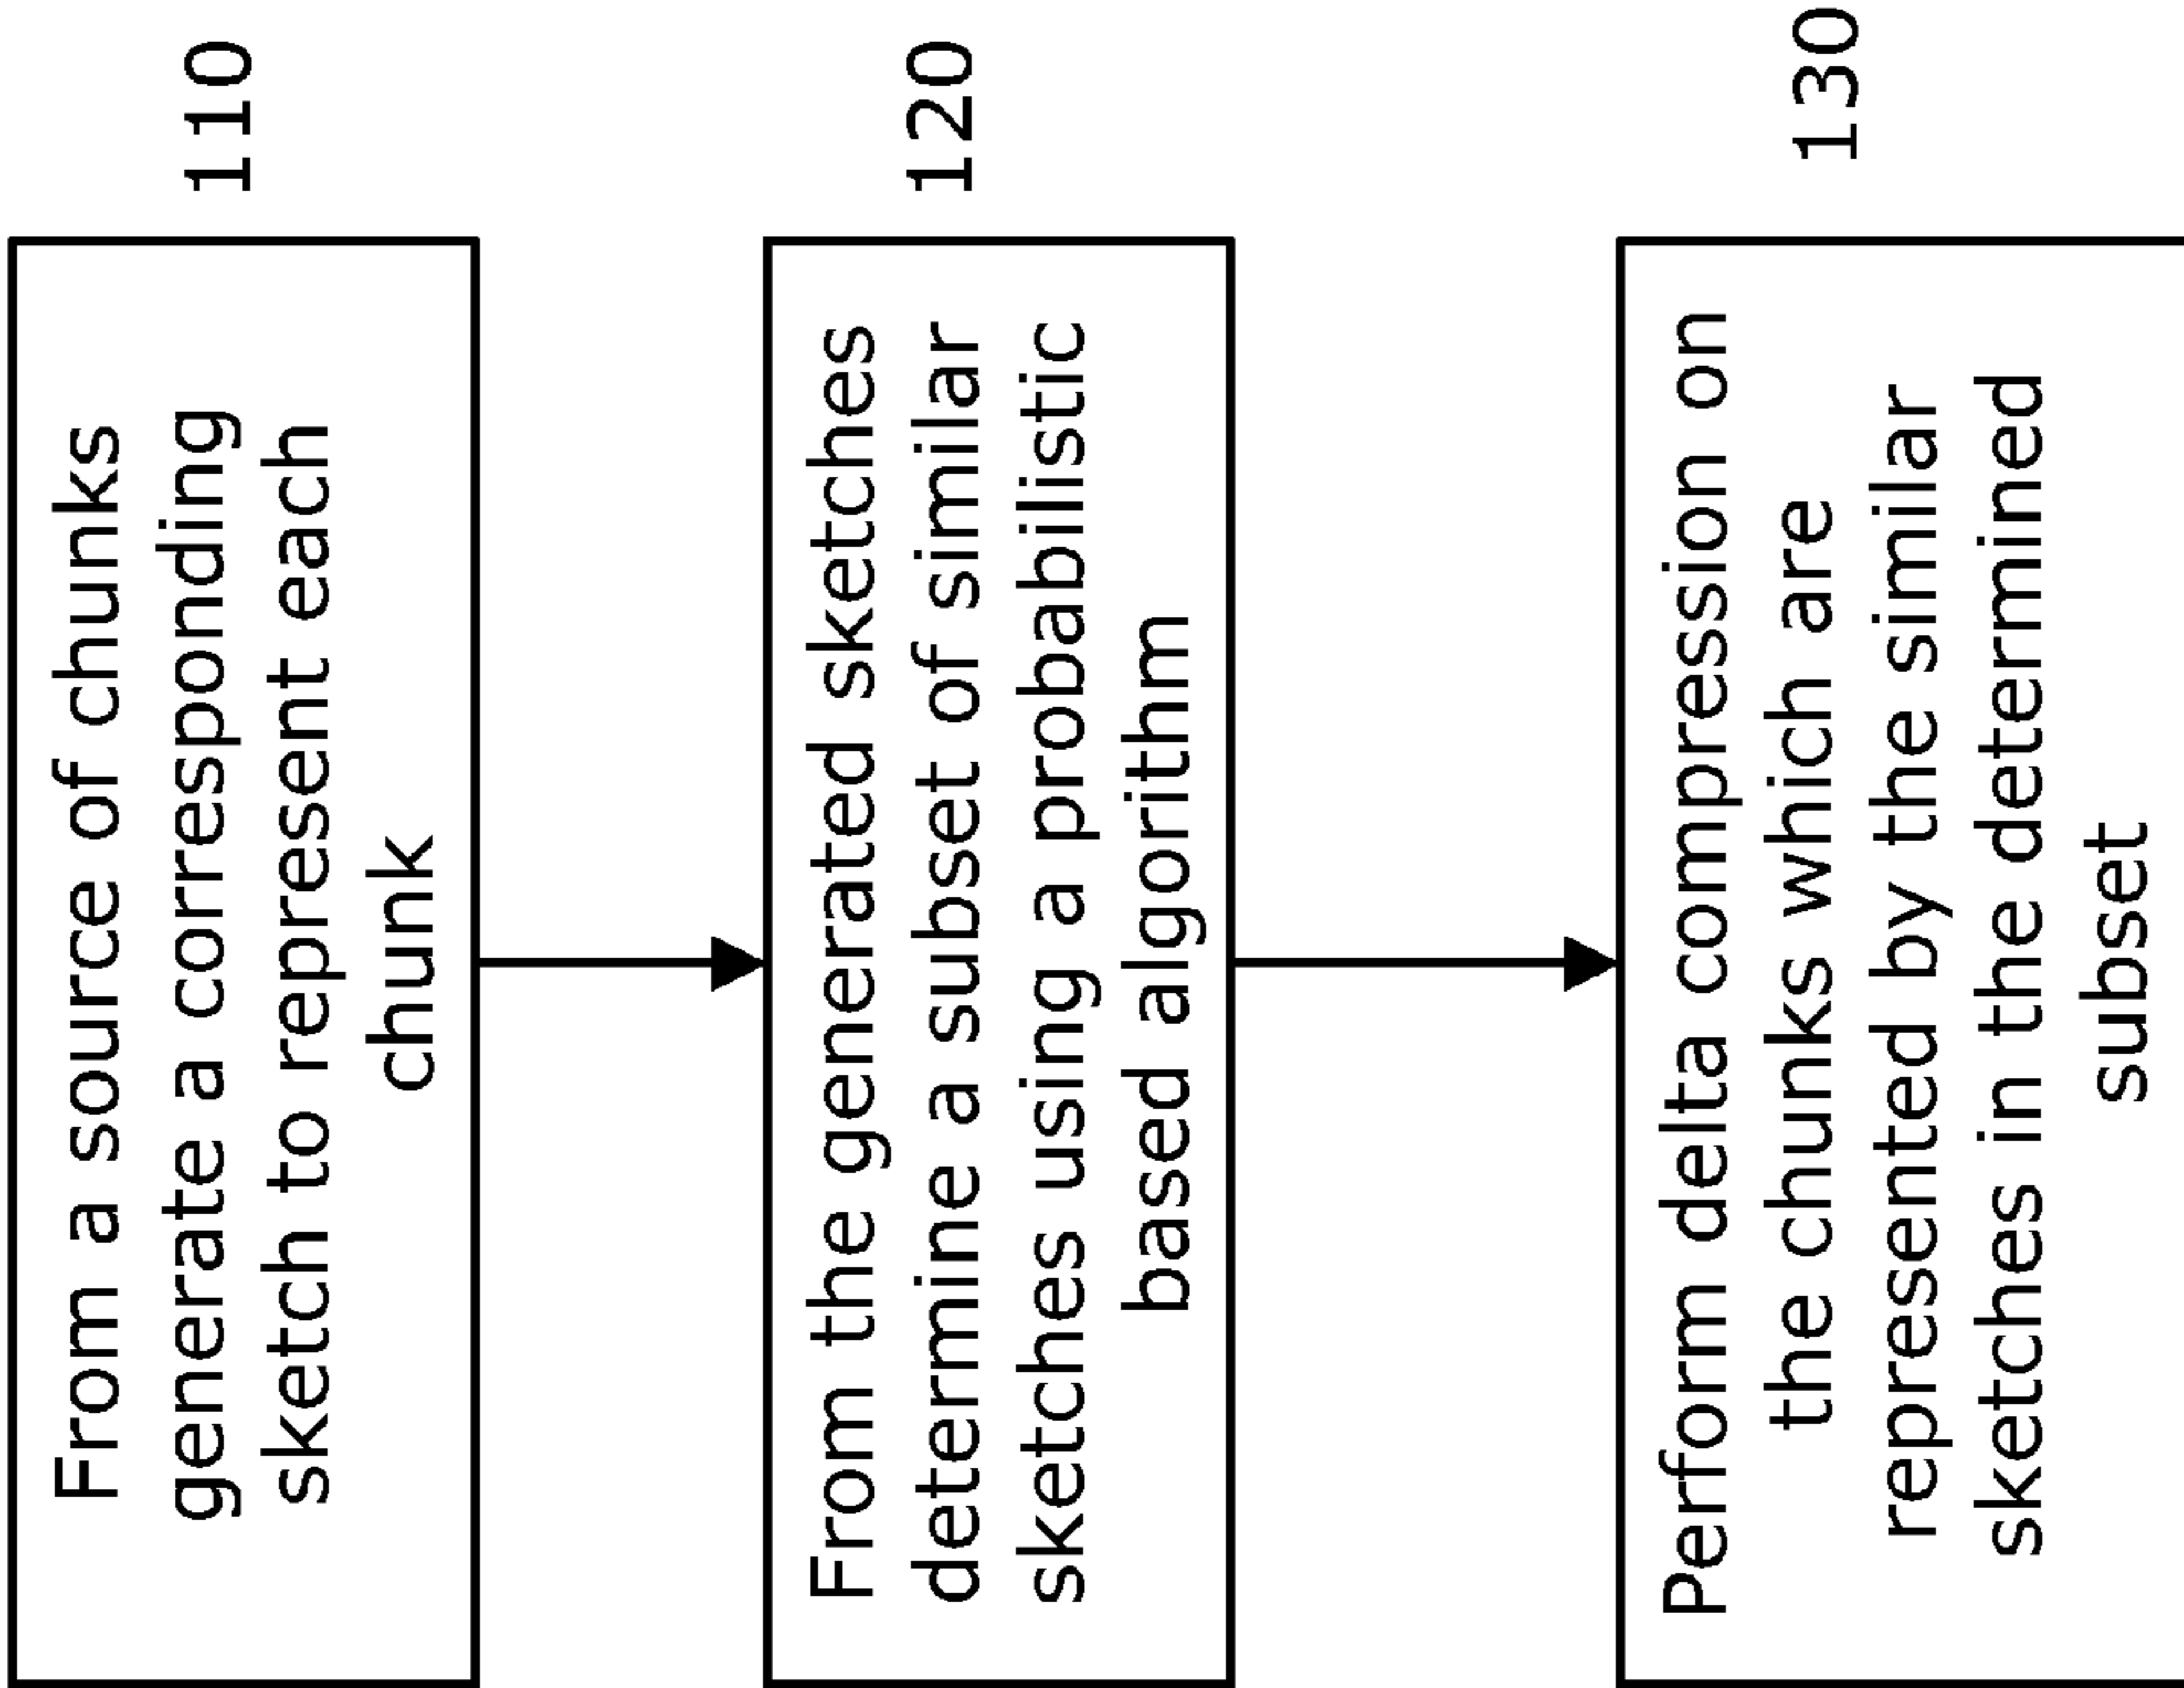 From a source of chunks
generate a corresponding
sketch to represent each
chunk
110
From the generated sketches
determine a subset of similar
sketches using a probabilistic
based algorithm
120
Perform delta compression on
the chunks which are
represented by the similar
sketches in the determined
subset
130